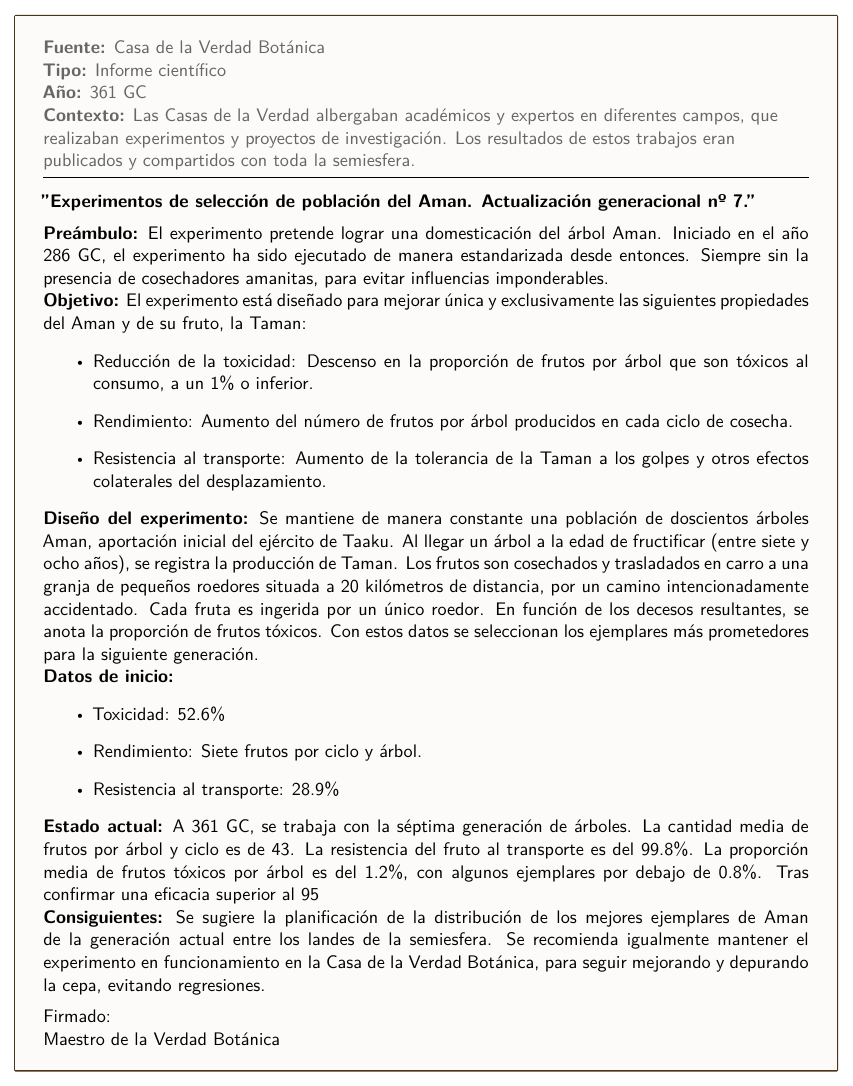 Fuente: Casa de la Verdad Botánica
Tipo: Informe científico
Año: 361 GC
Contexto: Las Casas de la Verdad albergaban académicos y expertos en diferentes campos, que
realizaban experimentos y proyectos de investigación. Los resultados de estos trabajos eran
publicados y compartidos con toda la semiesfera.
"Experimentos de selección de población del Aman. Actualización generacional nº 7."
Preámbulo: El experimento pretende lograr una domesticación del árbol Aman. Iniciado en el año
286 GC, el experimento ha sido ejecutado de manera estandarizada desde entonces. Siempre sin la
presencia de cosechadores amanitas, para evitar influencias imponderables.
Objetivo: El experimento está diseñado para mejorar única y exclusivamente las siguientes propiedades
del Aman y de su fruto, la Taman:
• Reducción de la toxicidad: Descenso en la proporción de frutos por árbol que son tóxicos al
consumo, a un 1% o inferior.
• Rendimiento: Aumento del número de frutos por árbol producidos en cada ciclo de cosecha.
• Resistencia al transporte: Aumento de la tolerancia de la Taman a los golpes y otros efectos
colaterales del desplazamiento.
Diseño del experimento: Se mantiene de manera constante una población de doscientos árboles
Aman, aportación inicial del ejército de Taaku. Al llegar un árbol a la edad de fructificar (entre siete y
ocho años), se registra la producción de Taman. Los frutos son cosechados y trasladados en carro a una
granja de pequeños roedores situada a 20 kilómetros de distancia, por un camino intencionadamente
accidentado. Cada fruta es ingerida por un único roedor. En función de los decesos resultantes, se
anota la proporción de frutos tóxicos. Con estos datos se seleccionan los ejemplares más prometedores
para la siguiente generación.
Datos de inicio:
• Toxicidad: 52.6%
• Rendimiento: Siete frutos por ciclo y árbol.
• Resistencia al transporte: 28.9%
Estado actual: A 361 GC, se trabaja con la séptima generación de árboles. La cantidad media de
frutos por árbol y ciclo es de 43. La resistencia del fruto al transporte es del 99.8%. La proporción
media de frutos tóxicos por árbol es del 1.2%, con algunos ejemplares por debajo de 0.8%. Tras
confirmar una eficacia superior al 95
Consiguientes: Se sugiere la planificación de la distribución de los mejores ejemplares de Aman
de la generación actual entre los landes de la semiesfera. Se recomienda igualmente mantener el
experimento en funcionamiento en la Casa de la Verdad Botánica, para seguir mejorando y depurando
la cepa, evitando regresiones.
Firmado:
Maestro de la Verdad Botánica